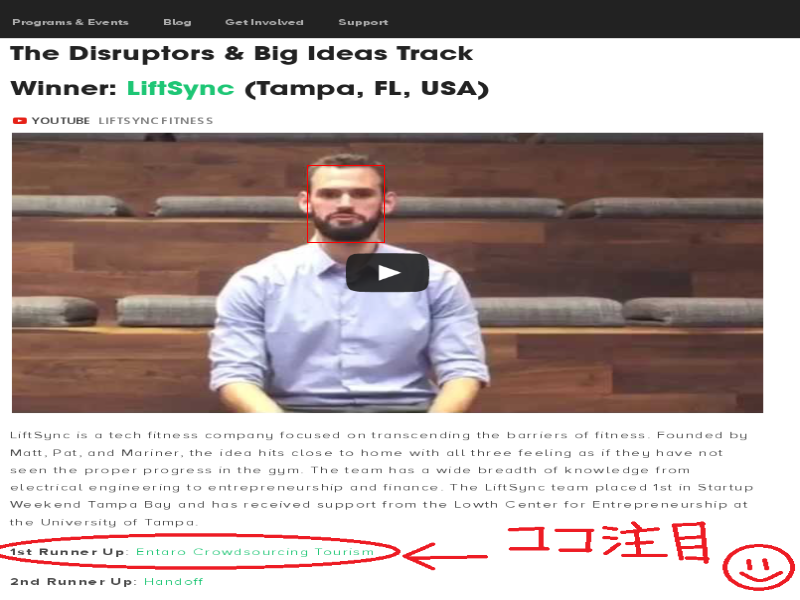 Programs & Events Blog Get Involved Support
The Disruptors & Big Ideas Track
Winner: LiftSync (Tampa, FL, USA)
YOUTUBE LIFTSYNCFITNESS
LiftSync is a tech fitness company focused on transcending the barriers of fitness. Founded by
Matt, Pat, and Mariner, the idea hits close to home with all three feeling as if they have not
seen the proper progress in the gym. The team has a wide breadth of knowledge from
electrical engineering to entrepreneurship and finance. The LiftSync team placed 1st in Startup
Weekend Tampa Bay and has received support from the Lowth Center for Entrepreneurship at
the University of Tampa.
1st Runner Up: Entaro Crowdsourcing Tourism
ココ注目
2nd Runner Up: Handoff